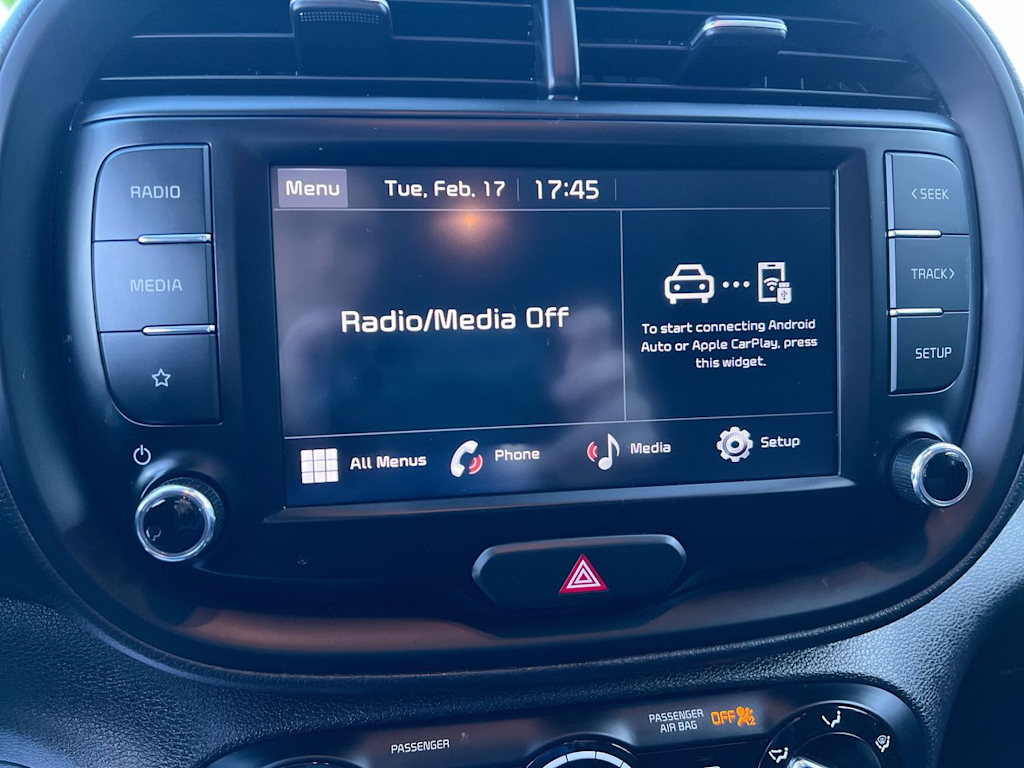 RADIO
MEDIA
Menu Tue, Feb. 17 17:45
Radio/Media Off
To start connecting Android
Auto or Apple CarPlay, press
this widget.
All Menus Phone Media Setup
< SEEK
TRACK >
SETUP
PASSENGER
PASSENGER
AIR BAG
OFF 2